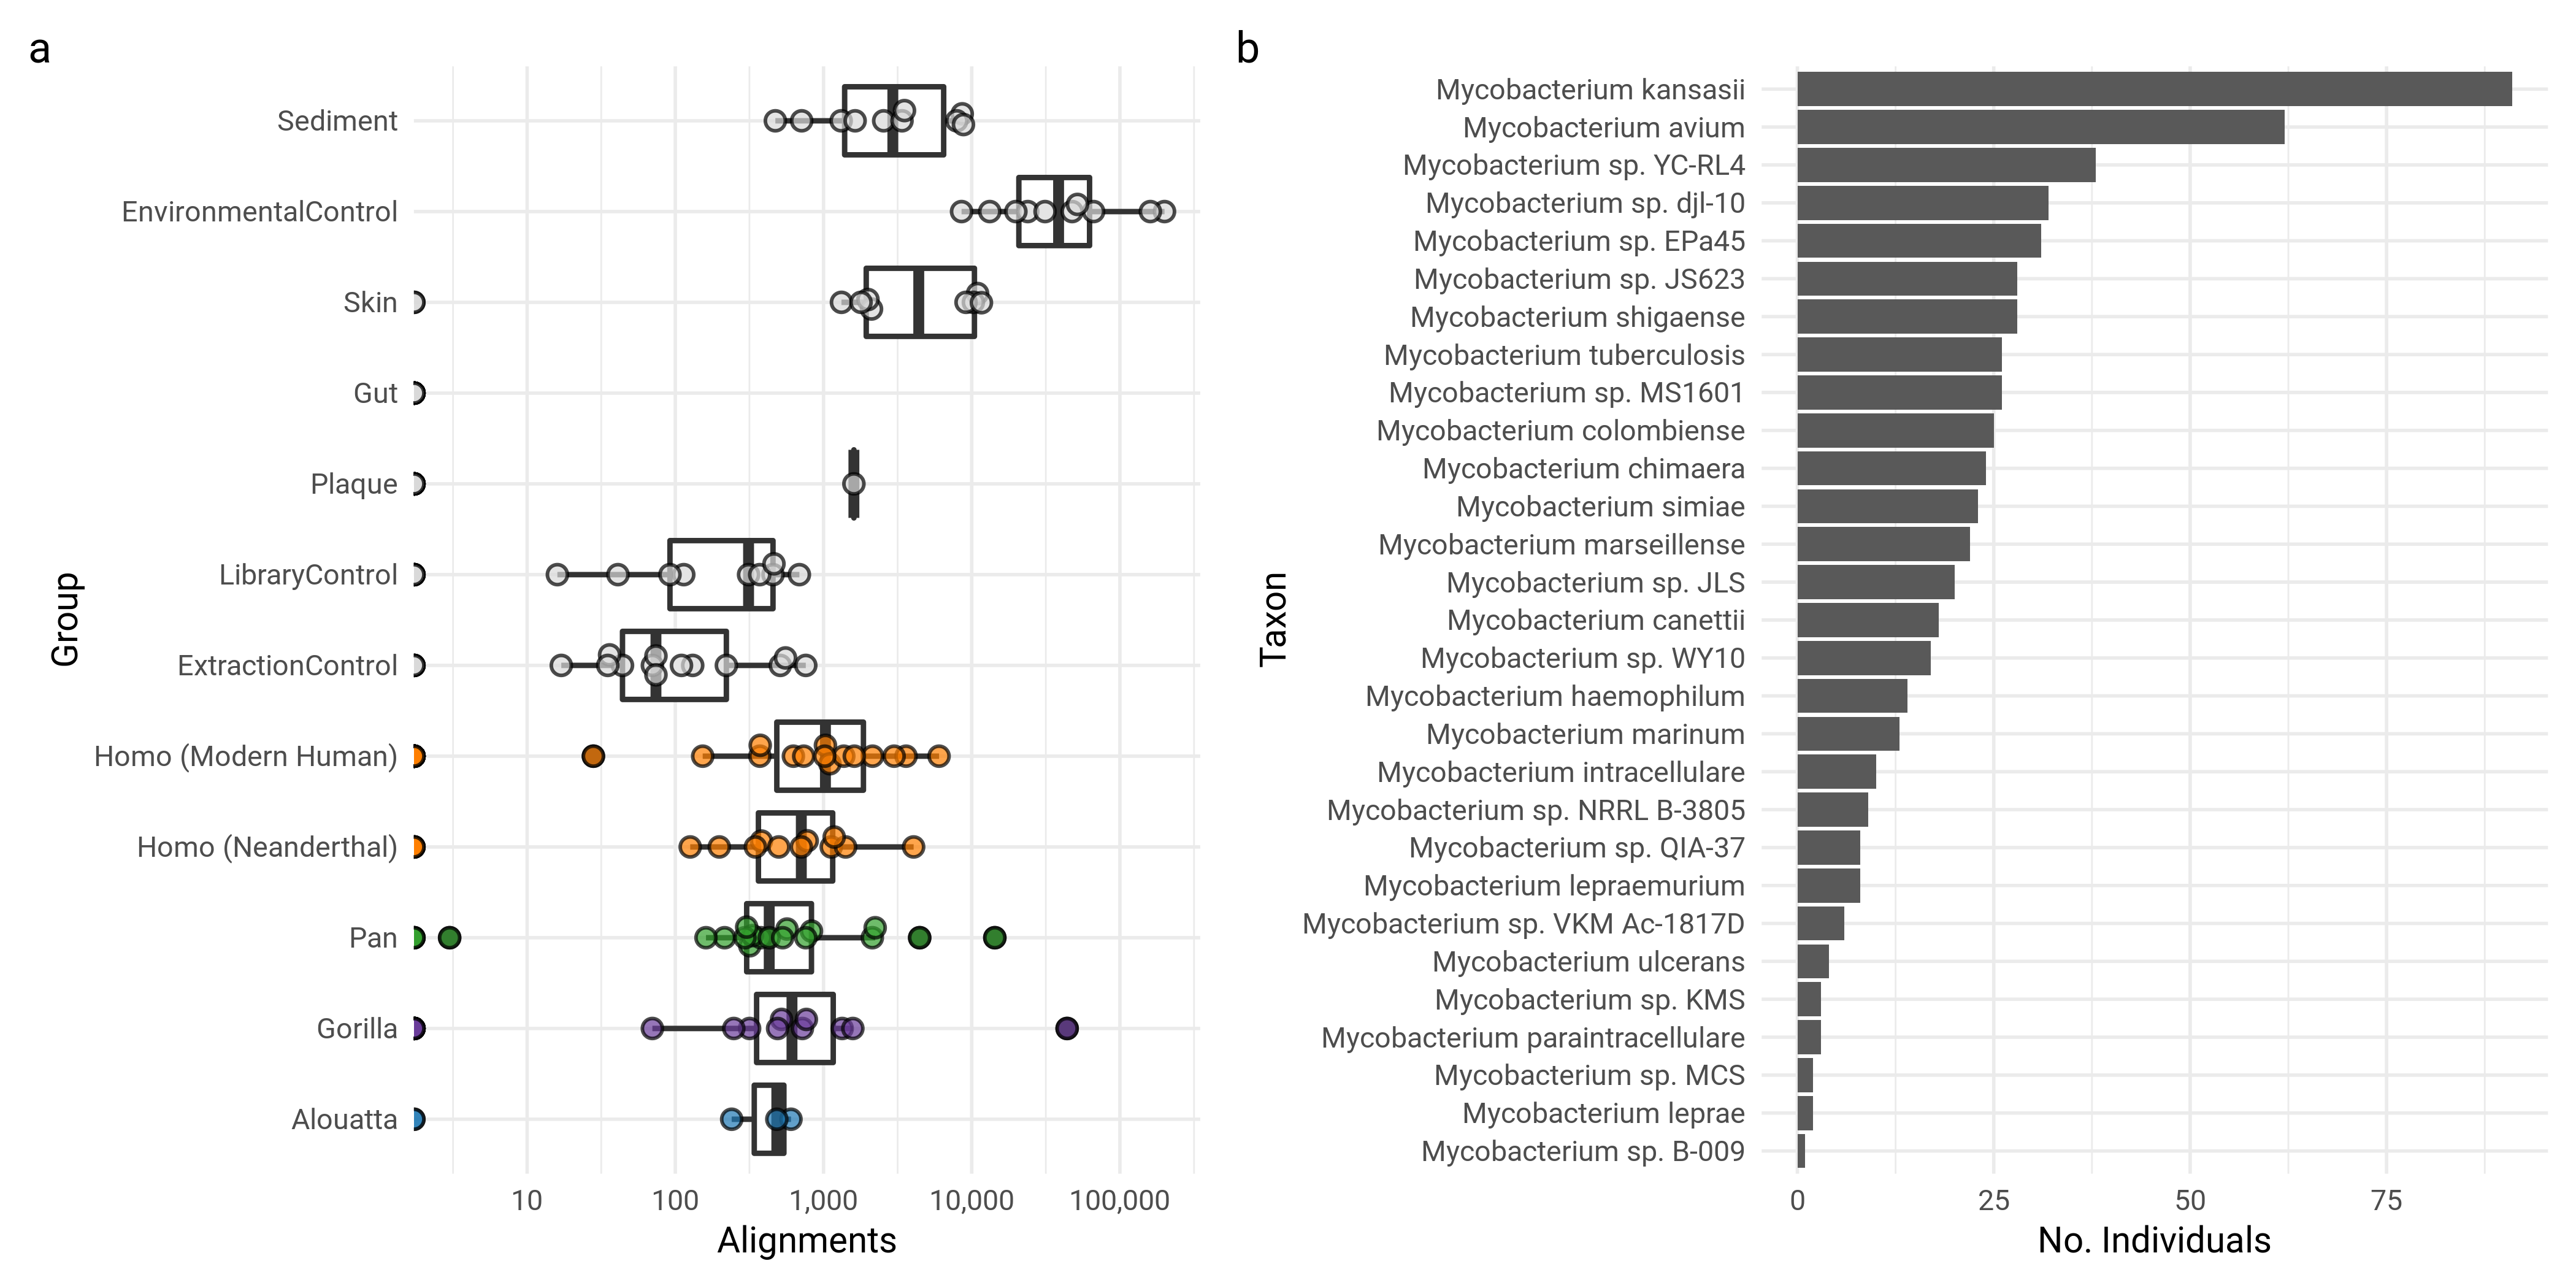 a
Group
Sediment
EnvironmentalControl
Skin
Gut
Plaque
LibraryControl
ExtractionControl
Homo (Modern Human)
Homo (Neanderthal)
Pan
Gorilla
Alouatta
10 100 1,000 10,000 100,000
Alignments
b
Taxon
Mycobacterium kansasii
Mycobacterium avium
Mycobacterium sp. YC-RL4
Mycobacterium sp. djl-10
Mycobacterium sp. EPa45
Mycobacterium sp. JS623
Mycobacterium shigaense
Mycobacterium tuberculosis
Mycobacterium sp. MS1601
Mycobacterium colombiense
Mycobacterium chimaera
Mycobacterium simiae
Mycobacterium marseillense
Mycobacterium sp. JLS
Mycobacterium canettii
Mycobacterium sp. WY10
Mycobacterium haemophilum
Mycobacterium marinum
Mycobacterium intracellulare
Mycobacterium sp. NRRL B-3805
Mycobacterium sp. QIA-37
Mycobacterium lepraemurium
Mycobacterium sp. VKM Ac-1817D
Mycobacterium ulcerans
Mycobacterium sp. KMS
Mycobacterium paraintracellulare
Mycobacterium sp. MCS
Mycobacterium leprae
Mycobacterium sp. B-009
0 25 50 75
No. Individuals